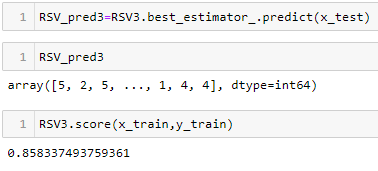 1 RSV_pred3=RSV3.best_estimator_.predict(x_test)
1 RSV_pred3
array([5, 2, 5, ..., 1, 4, 4], dtype=int64)
1 RSV3.score(x_train,y_train)
0.858337493759361